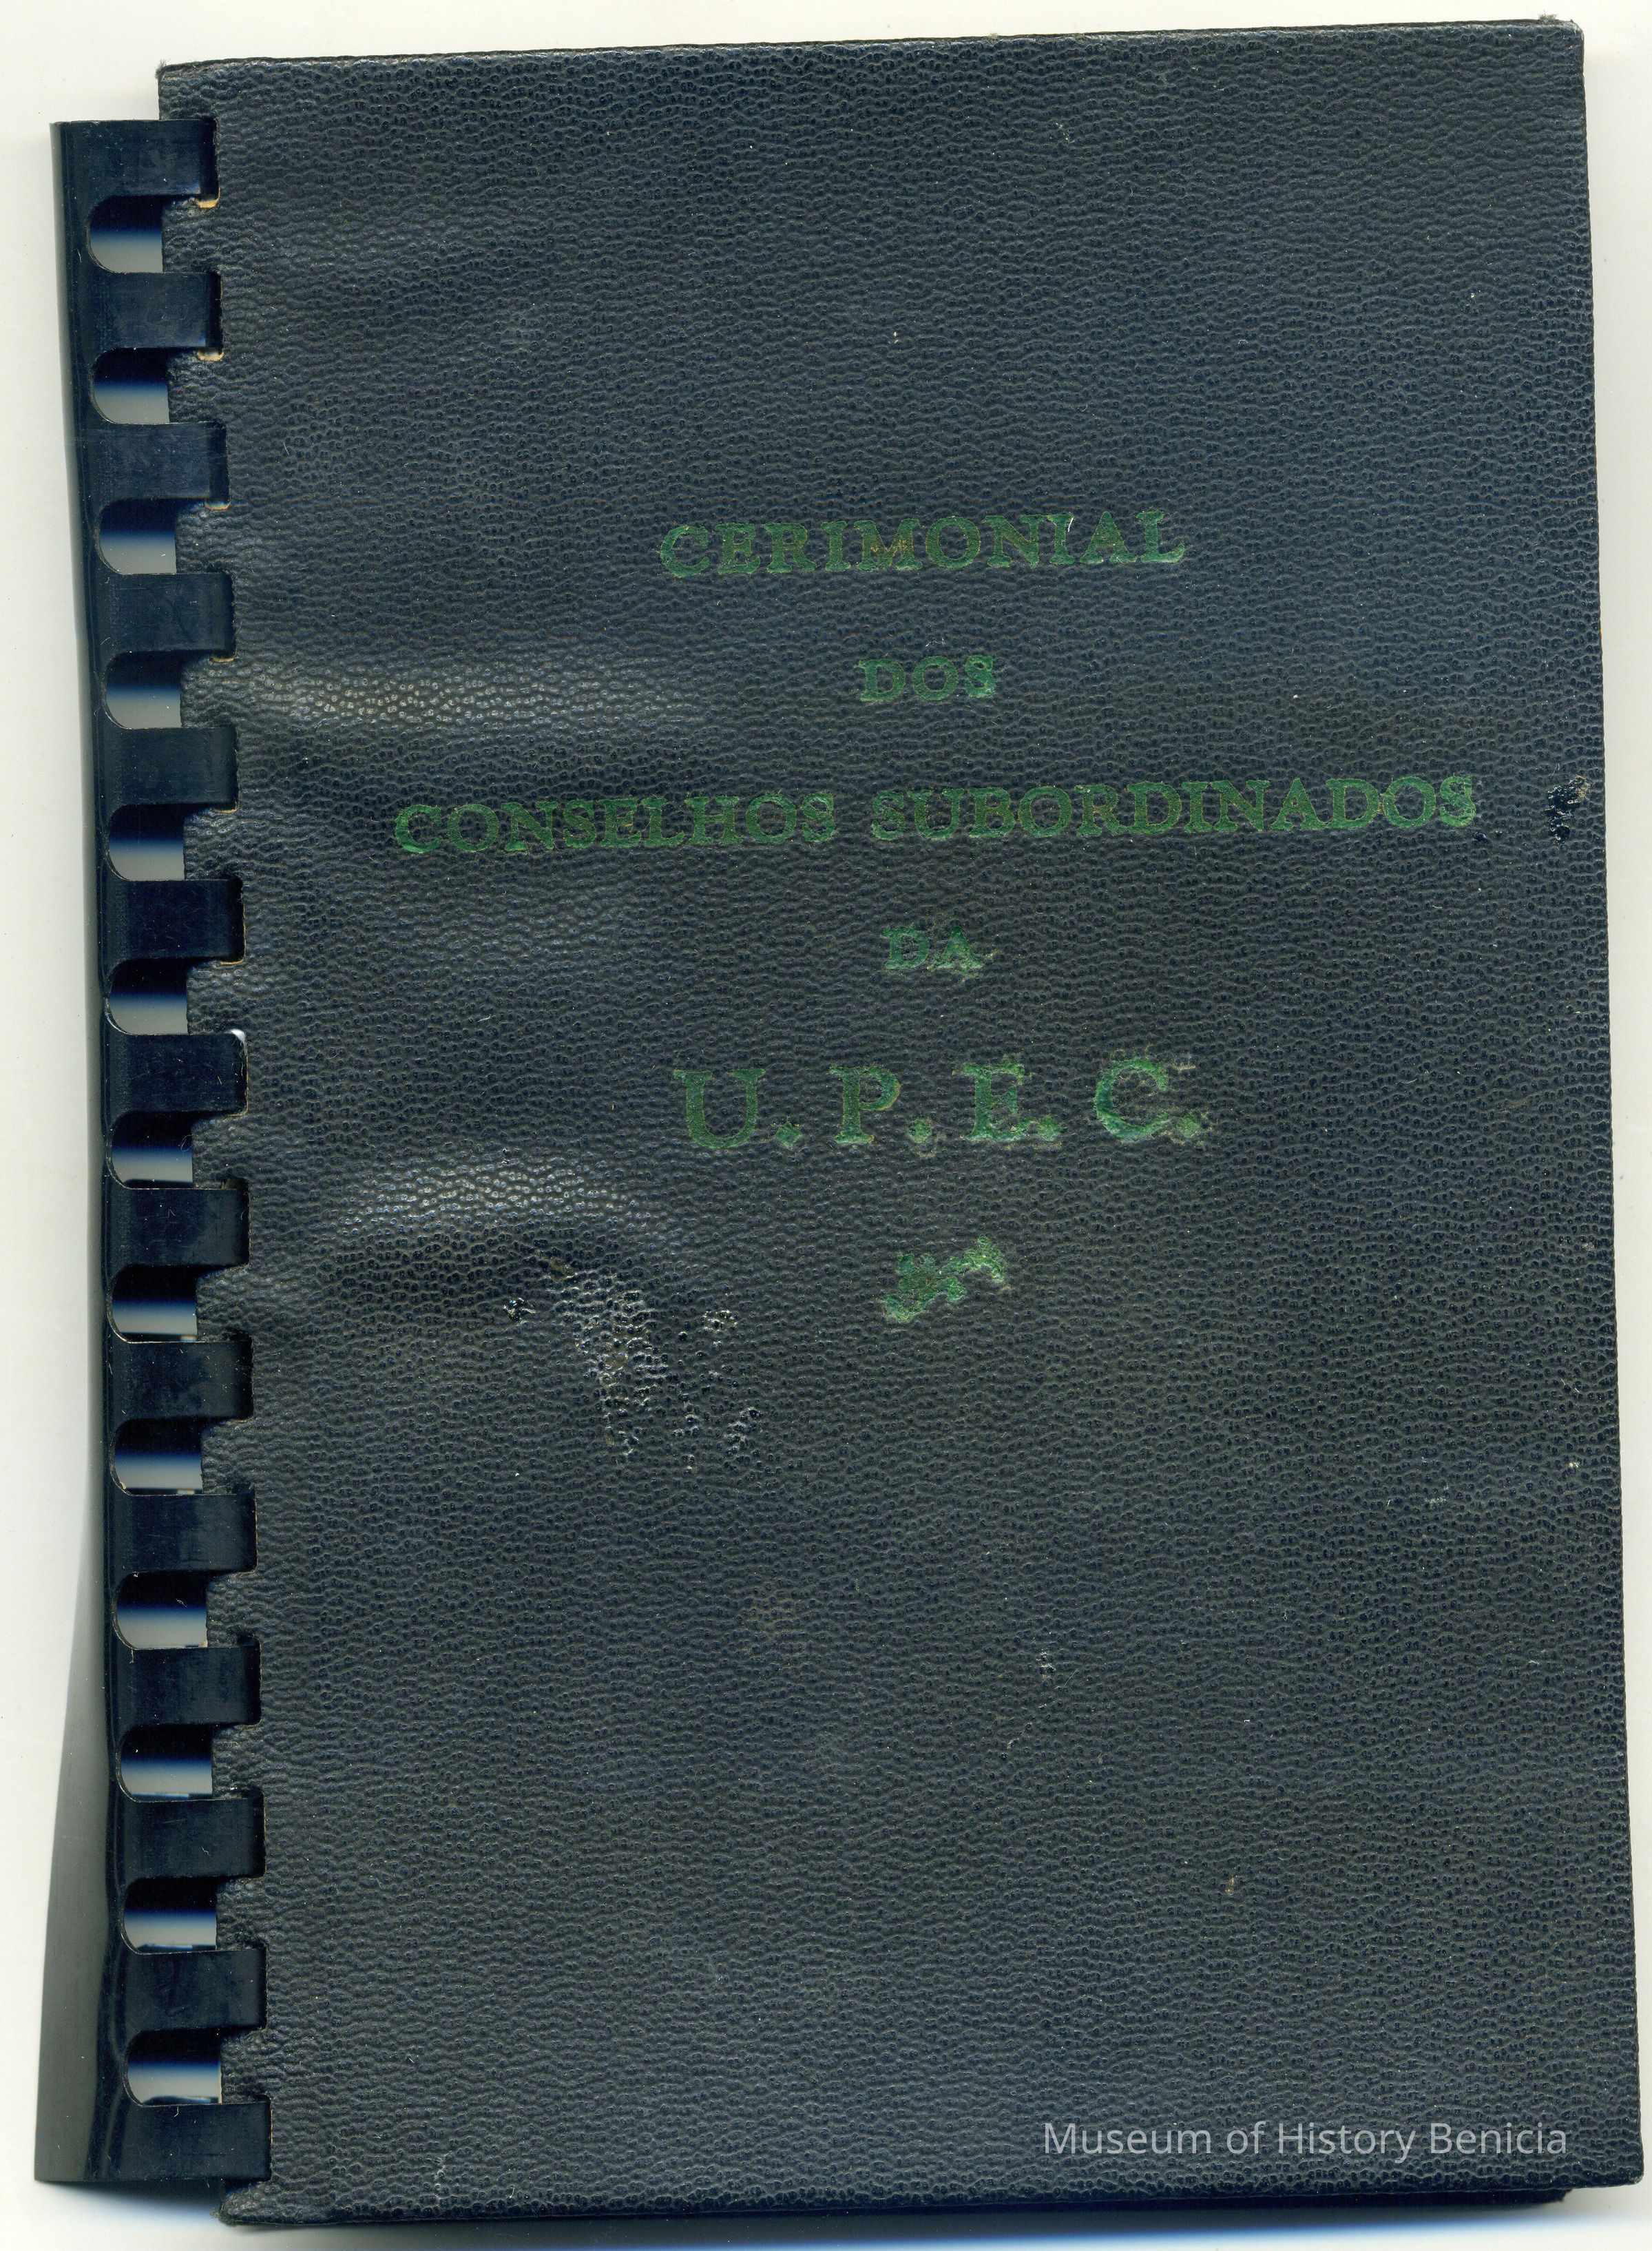 CERIMONIAL
DOS
CONSELHOS SUBORDINADOS
DA
U. P. E. C.
Museum of History Benicia